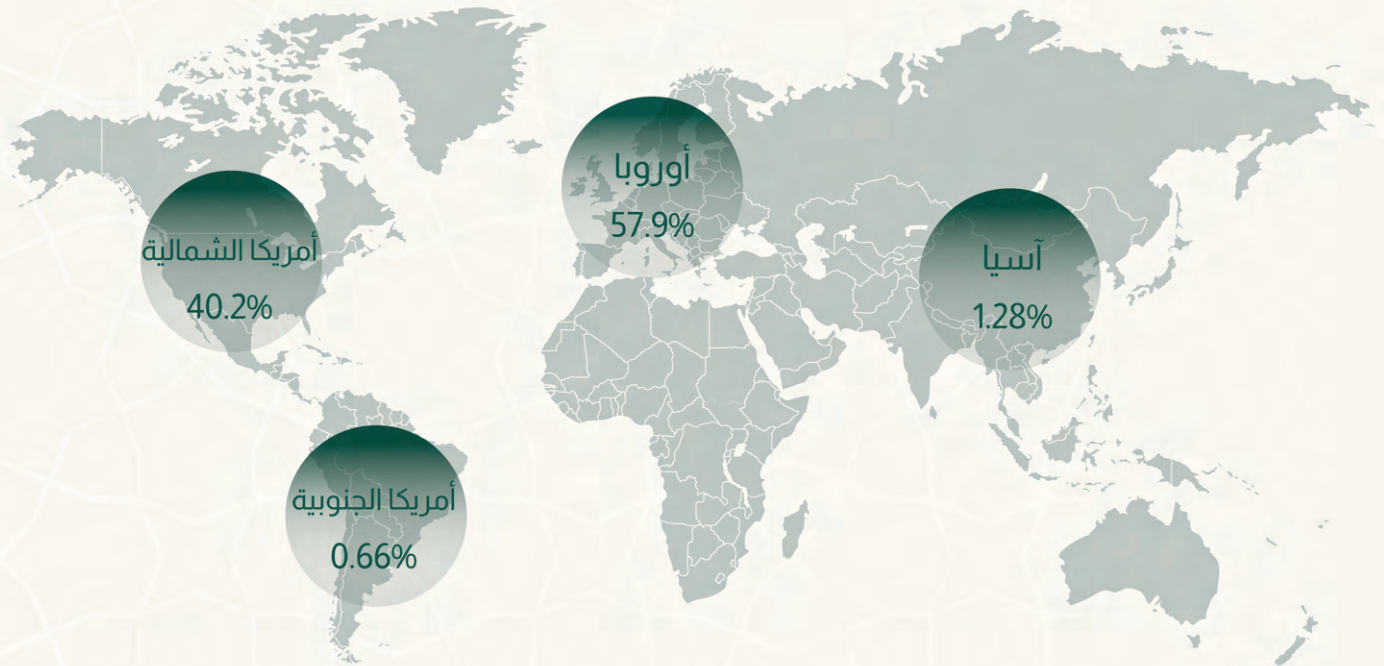 أوروبا
57.9%
أمريكا الشمالية
40.2%
آسيا
1.28%
أمريكا الجنوبية
0.66%